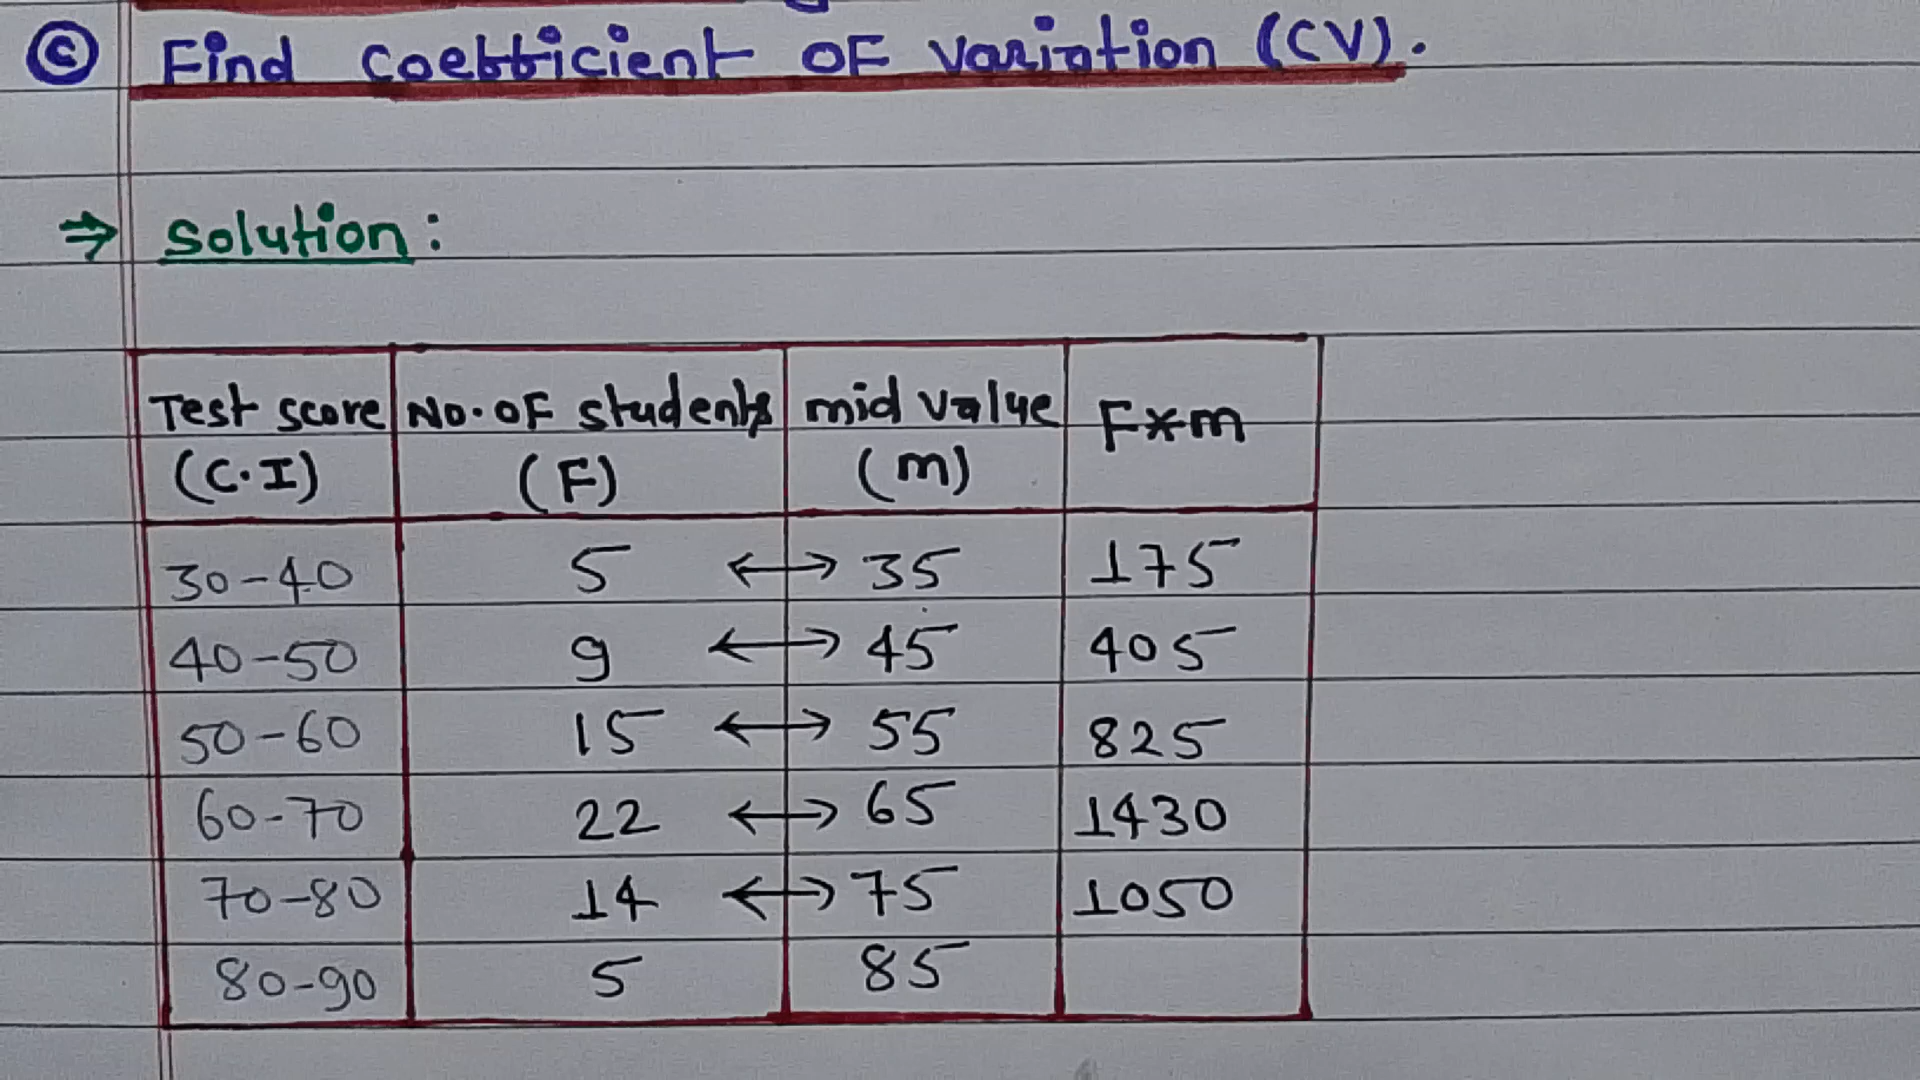 C Find coefficient OF variation (CV).
⇒ Solution:
Test score No. OF students mid value F*m
(C.I) (F) (m)
30-40 5 ↔ 35 175
40-50 9 ↔ 45 405
50-60 15 ↔ 55 825
60-70 22 ↔ 65 1430
70-80 14 ↔ 75 1050
80-90 5 85